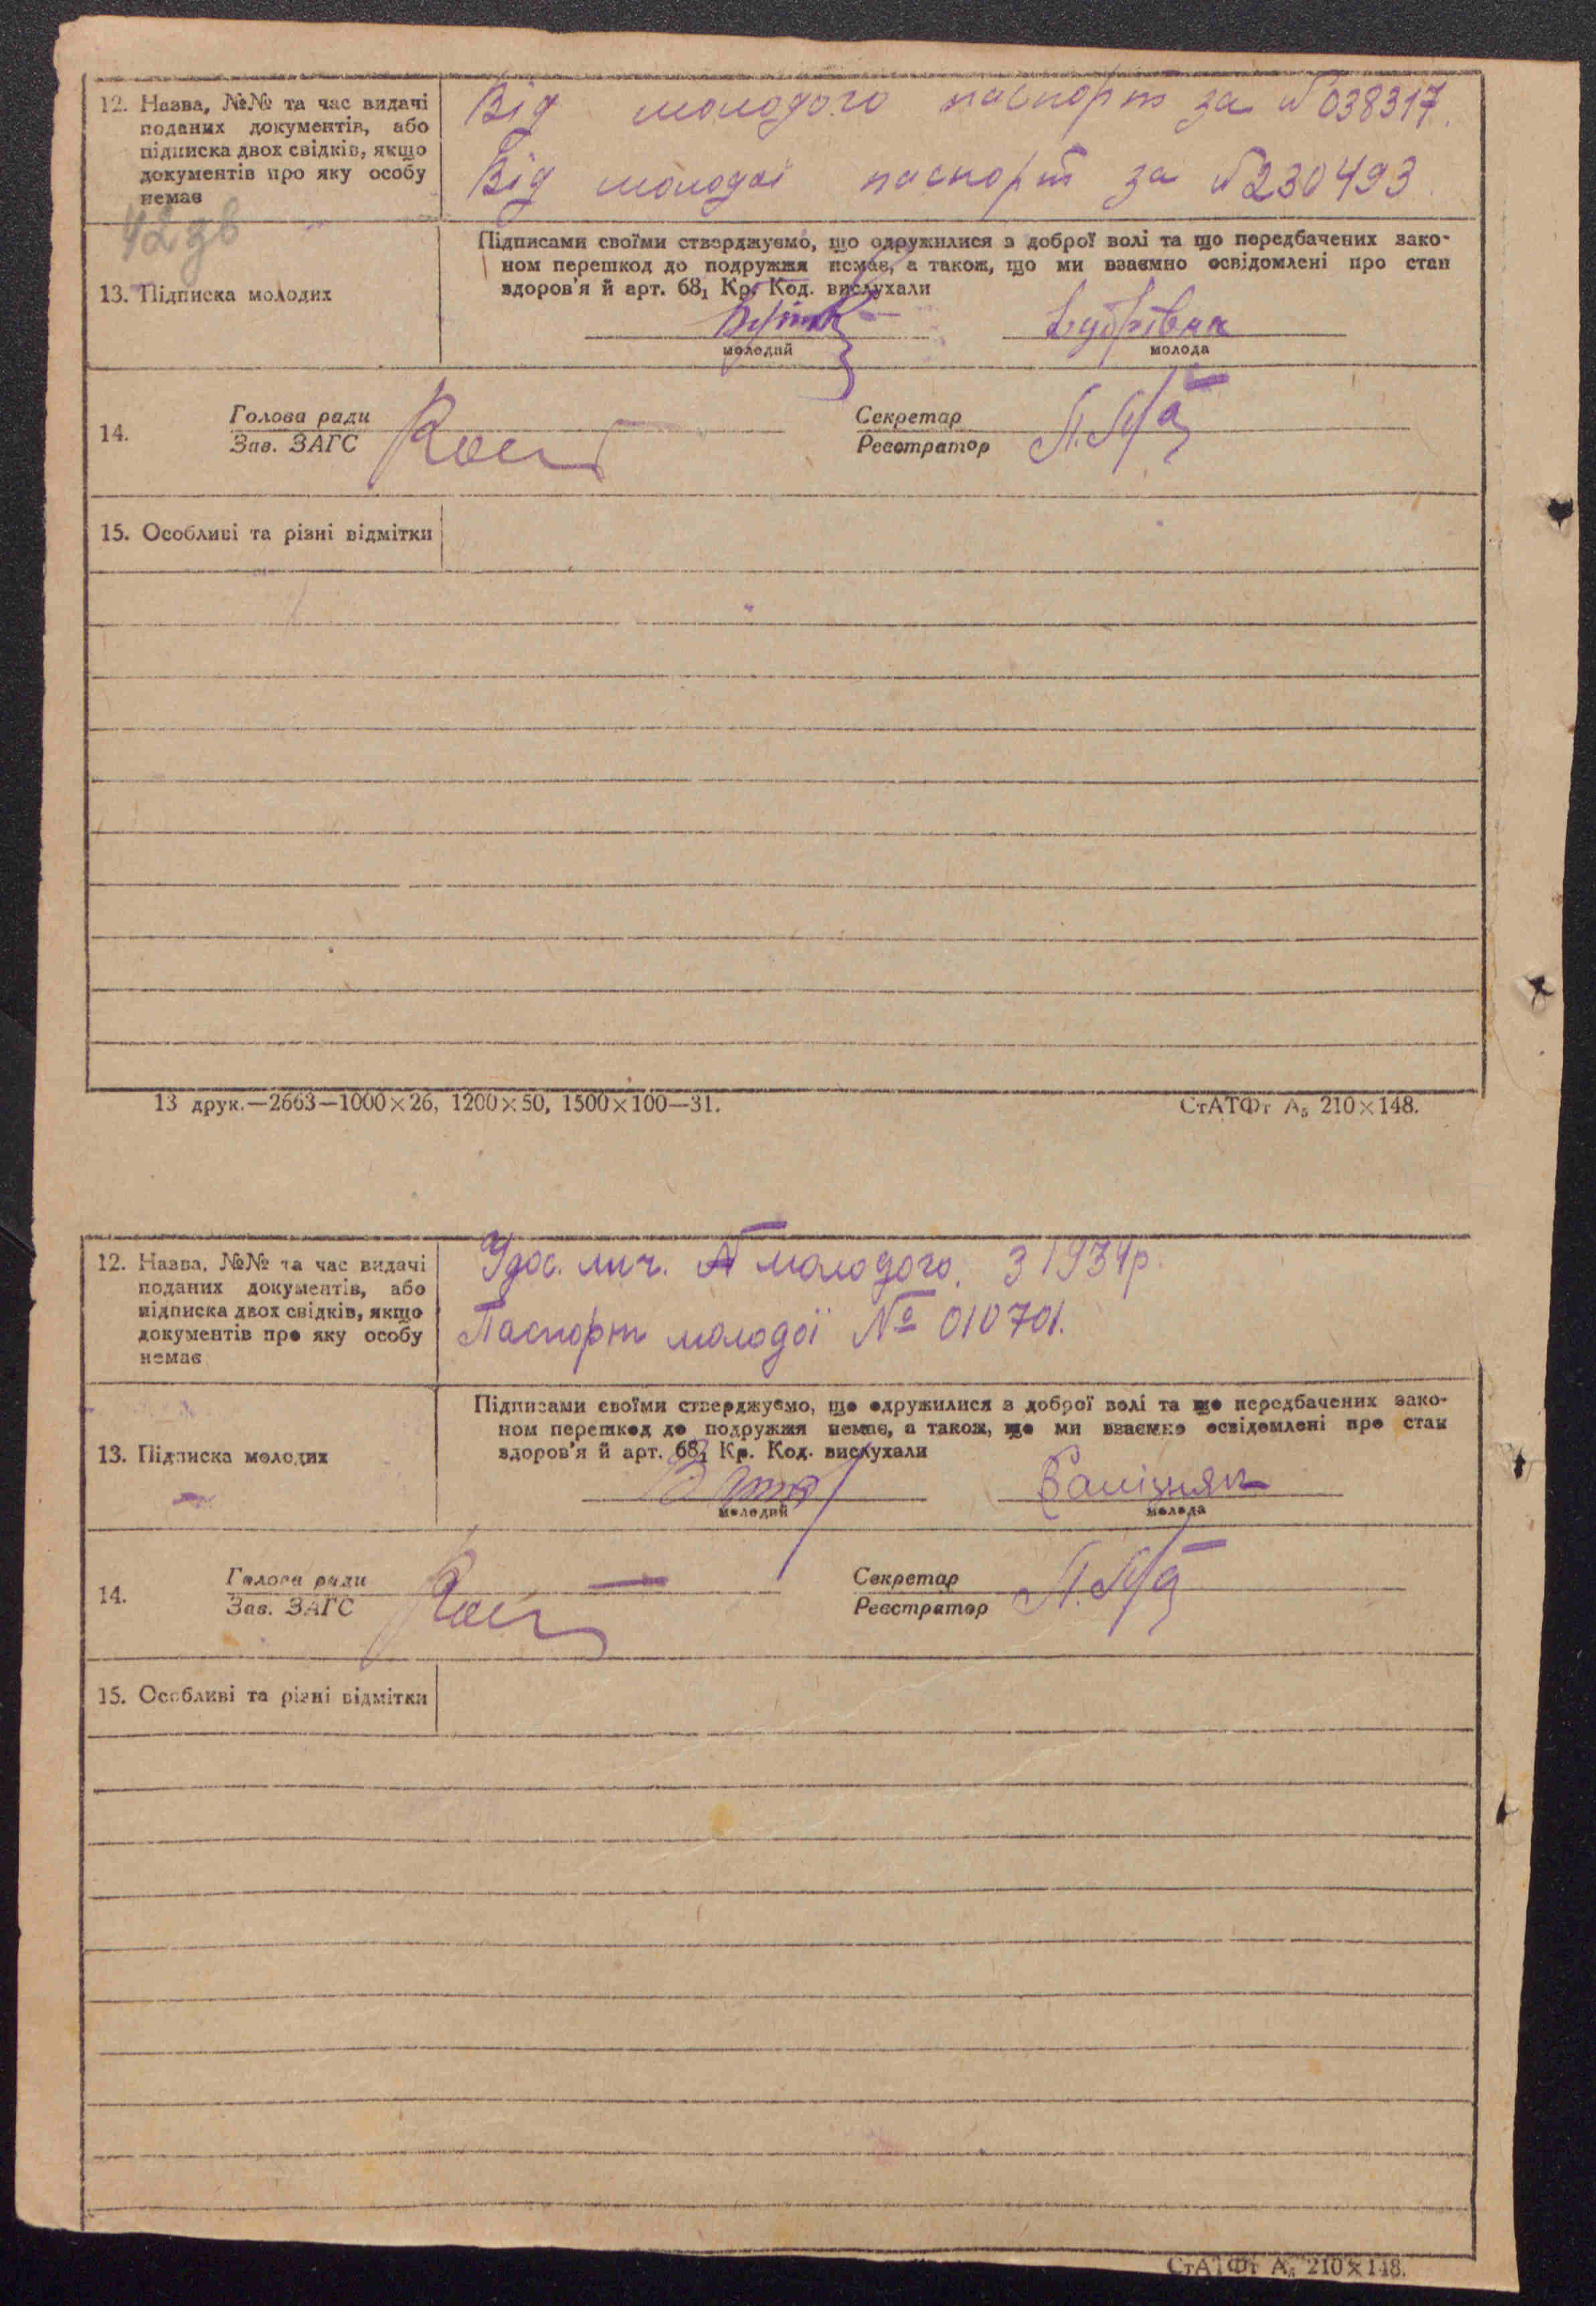 12. Назва, №№ та час видачі
поданих документів, або
підписка двох свідків, якщо
документів про яку особу
немає
Від молодого паспорт за № 038317.
Від молодої паспорт за № 230493.
42 зв
13. Підписка молодих
Підписами своїми стверджуємо, що одружилися з доброї волі та що передбачених зако-
ном перешкод до подружжя немає, а також, що ми взаємно освідомлені про стан
здоров'я й арт. 68₁ Кр. Код. вислухали
молодий
молода
14.
Голова ради
Зав. ЗАГС
Секретар
Реєстратор
15. Особливі та різні відмітки
13 друк.—2663—1000×26, 1200×50, 1500×100—31.
СтАТФт А₅ 210×148.
12. Назва, №№ та час видачі
поданих документів, або
підписка двох свідків, якщо
документів про яку особу
немає
Удос. лич. молодого. з 1934р.
Паспорт молодої № 010701.
13. Підписка молодих
Підписами своїми стверджуємо, що одружилися з доброї волі та що передбачених зако-
ном перешкод до подружжя немає, а також, що ми взаємно освідомлені про стан
здоров'я й арт. 68₁ Кр. Код. вислухали
молодий
молода
14.
Голова ради
Зав. ЗАГС
Секретар
Реєстратор
15. Особливі та різні відмітки
СтАТФт А₅ 210×148.